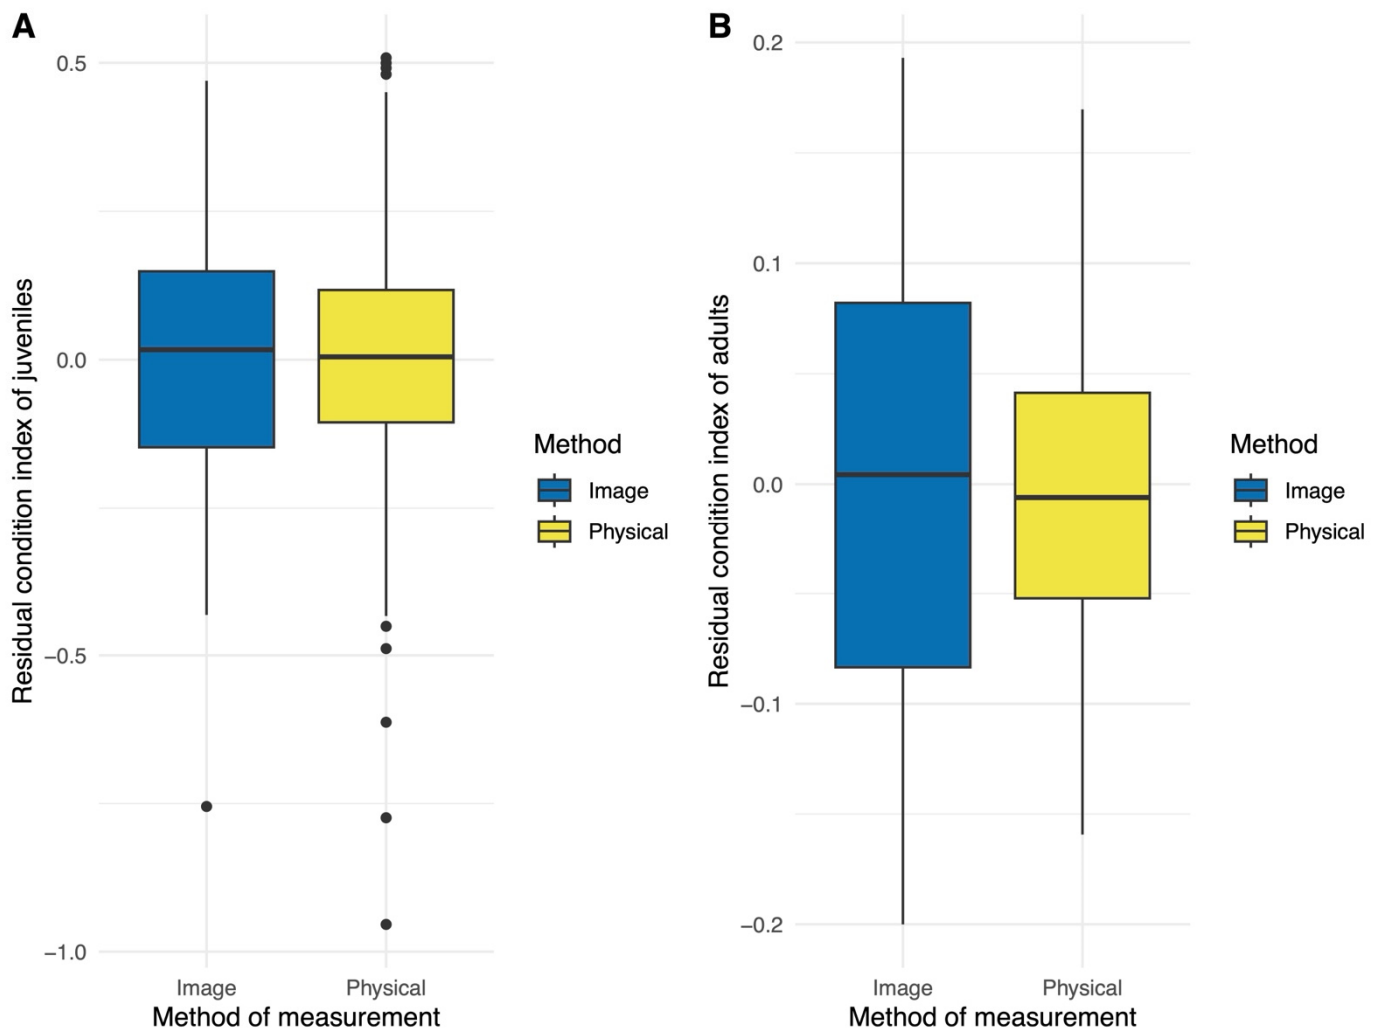 A
Residual condition index of juveniles
0.5
0.0
−0.5
−1.0
Image
Physical
Method of measurement
Method
Image
Physical
B
Residual condition index of adults
0.2
0.1
0.0
−0.1
−0.2
Image
Physical
Method of measurement
Method
Image
Physical